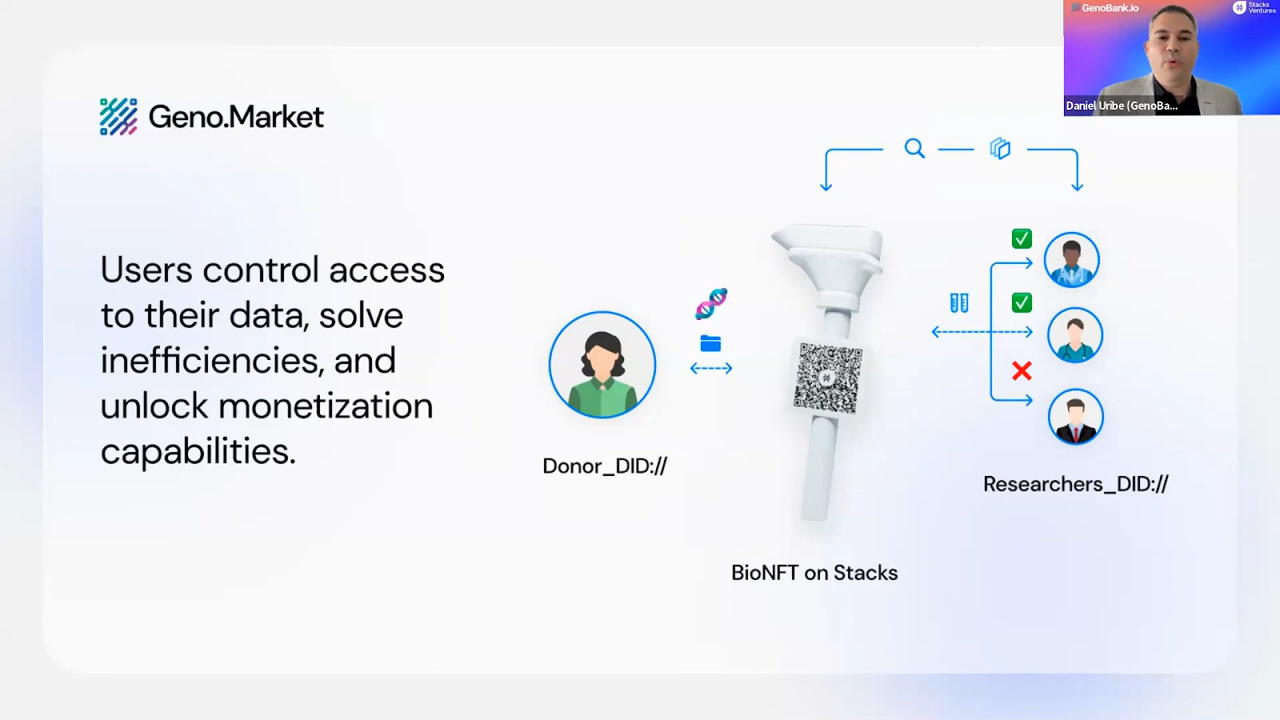 GenoBank.io
Stacks
Ventures
Daniel Uribe (GenoBa...
Geno.Market
Users control access
to their data, solve
inefficiencies, and
unlock monetization
capabilities.
Donor_DID://
Researchers_DID://
BioNFT on Stacks